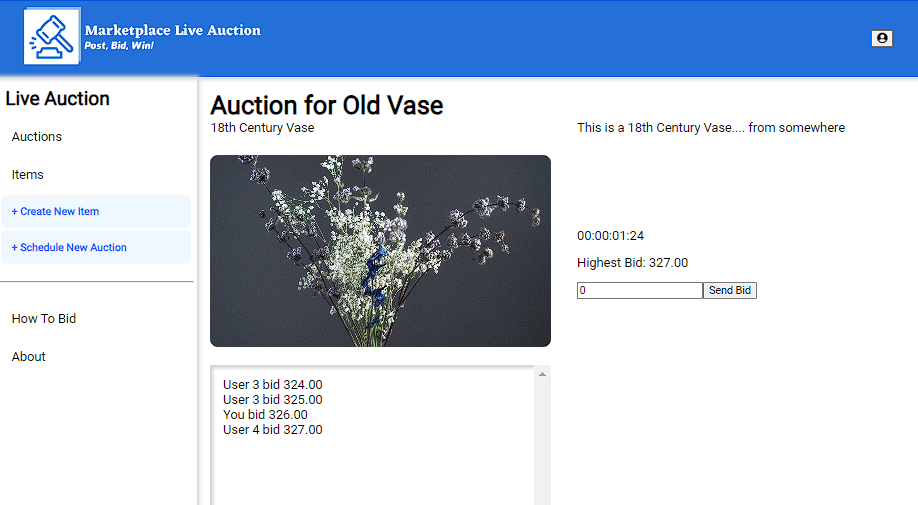 Marketplace Live Auction
Post, Bid, Win!
Live Auction
Auctions
Items
+ Create New Item
+ Schedule New Auction
How To Bid
About
Auction for Old Vase
18th Century Vase
This is a 18th Century Vase.... from somewhere
00:00:01:24
Highest Bid: 327.00
0
Send Bid
User 3 bid 324.00
User 3 bid 325.00
You bid 326.00
User 4 bid 327.00